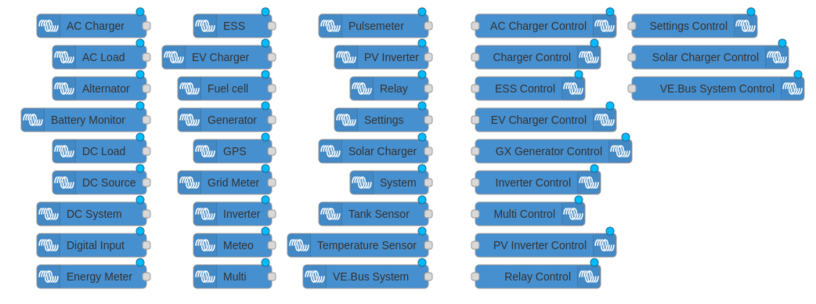 AC Charger
AC Load
Alternator
Battery Monitor
DC Load
DC Source
DC System
Digital Input
Energy Meter
ESS
EV Charger
Fuel cell
Generator
GPS
Grid Meter
Inverter
Meteo
Multi
Pulsemeter
PV Inverter
Relay
Settings
Solar Charger
System
Tank Sensor
Temperature Sensor
VE.Bus System
AC Charger Control
Charger Control
ESS Control
EV Charger Control
GX Generator Control
Inverter Control
Multi Control
PV Inverter Control
Relay Control
Settings Control
Solar Charger Control
VE.Bus System Control